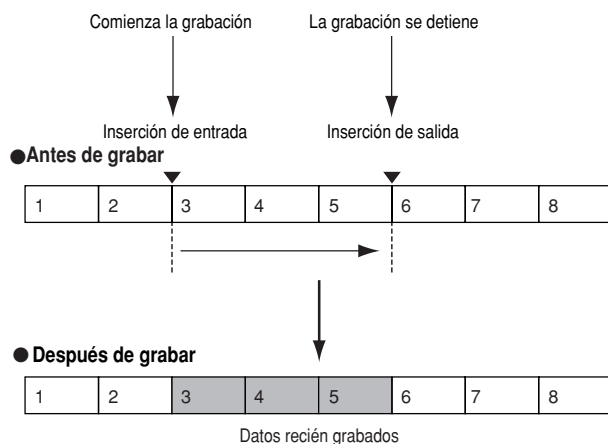 Comienza la grabación La grabación se detiene
Inserción de entrada Inserción de salida
●Antes de grabar
1 2 3 4 5 6 7 8
● Después de grabar
1 2 3 4 5 6 7 8
Datos recién grabados